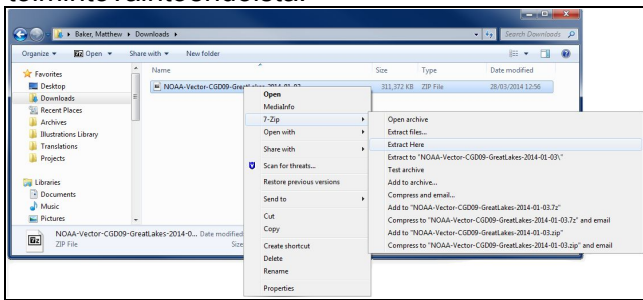 Baker, Matthew ▸ Downloads ▸
Search Downloads
Organize Open Share with New folder
Name Size Type Date modified
Favorites
Desktop
Downloads
Recent Places
Archives
Illustrations Library
Translations
Projects
Libraries
Documents
Music
Pictures
NOAA-Vector-CGD09-GreatLakes-2014-01-03 311,372 KB ZIP File 28/03/2014 12:56
Open
MediaInfo
7-Zip
Open with
Share with
Scan for threats...
Restore previous versions
Send to
Cut
Copy
Create shortcut
Delete
Rename
Properties
Open archive
Extract files...
Extract Here
Extract to "NOAA-Vector-CGD09-GreatLakes-2014-01-03\"
Test archive
Add to archive...
Compress and email...
Add to "NOAA-Vector-CGD09-GreatLakes-2014-01-03.7z"
Compress to "NOAA-Vector-CGD09-GreatLakes-2014-01-03.7z" and email
Add to "NOAA-Vector-CGD09-GreatLakes-2014-01-03.zip"
Compress to "NOAA-Vector-CGD09-GreatLakes-2014-01-03.zip" and email
NOAA-Vector-CGD09-GreatLakes-2014-0... Date modified
ZIP File Size